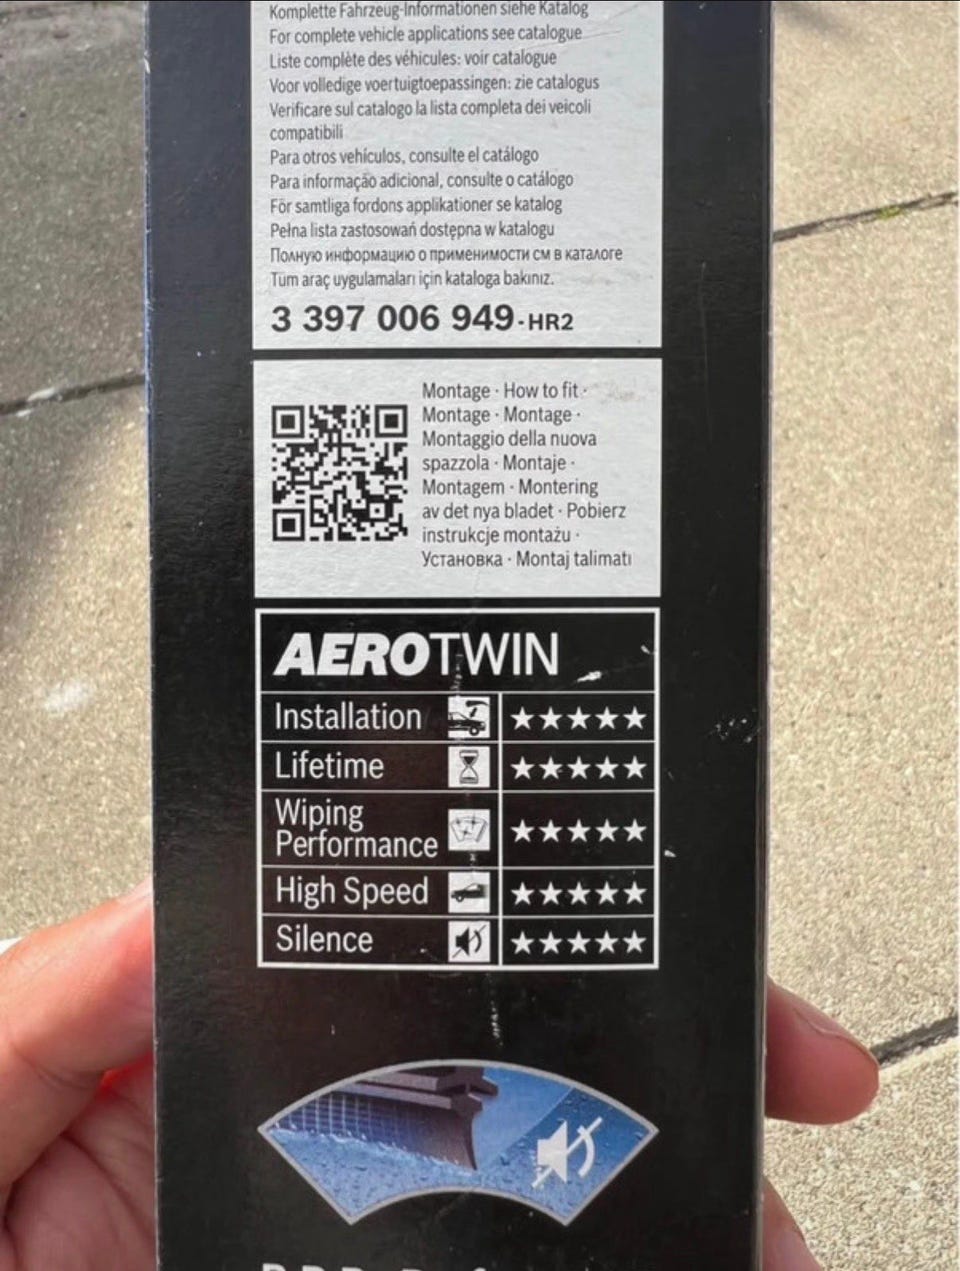 Komplette Fahrzeug-Informationen siehe Katalog
For complete vehicle applications see catalogue
Liste complète des véhicules: voir catalogue
Voor volledige voertuigtoepassingen: zie catalogus
Verificare sul catalogo la lista completa dei veicoli
compatibili
Para otros vehículos, consulte el catálogo
Para informação adicional, consulte o catálogo
För samtliga fordons applikationer se katalog
Pełna lista zastosowań dostępna w katalogu
Полную информацию о применимости см в каталоге
Tüm araç uygulamaları için kataloga bakınız.
3 397 006 949-HR2
Montage · How to fit ·
Montage · Montage ·
Montaggio della nuova
spazzola · Montaje ·
Montagem · Montering
av det nya bladet · Pobierz
instrukcje montażu ·
Установка · Montaj talimatı
AEROTWIN
Installation ★★★★★
Lifetime ★★★★★
Wiping
Performance ★★★★★
High Speed ★★★★★
Silence ★★★★★